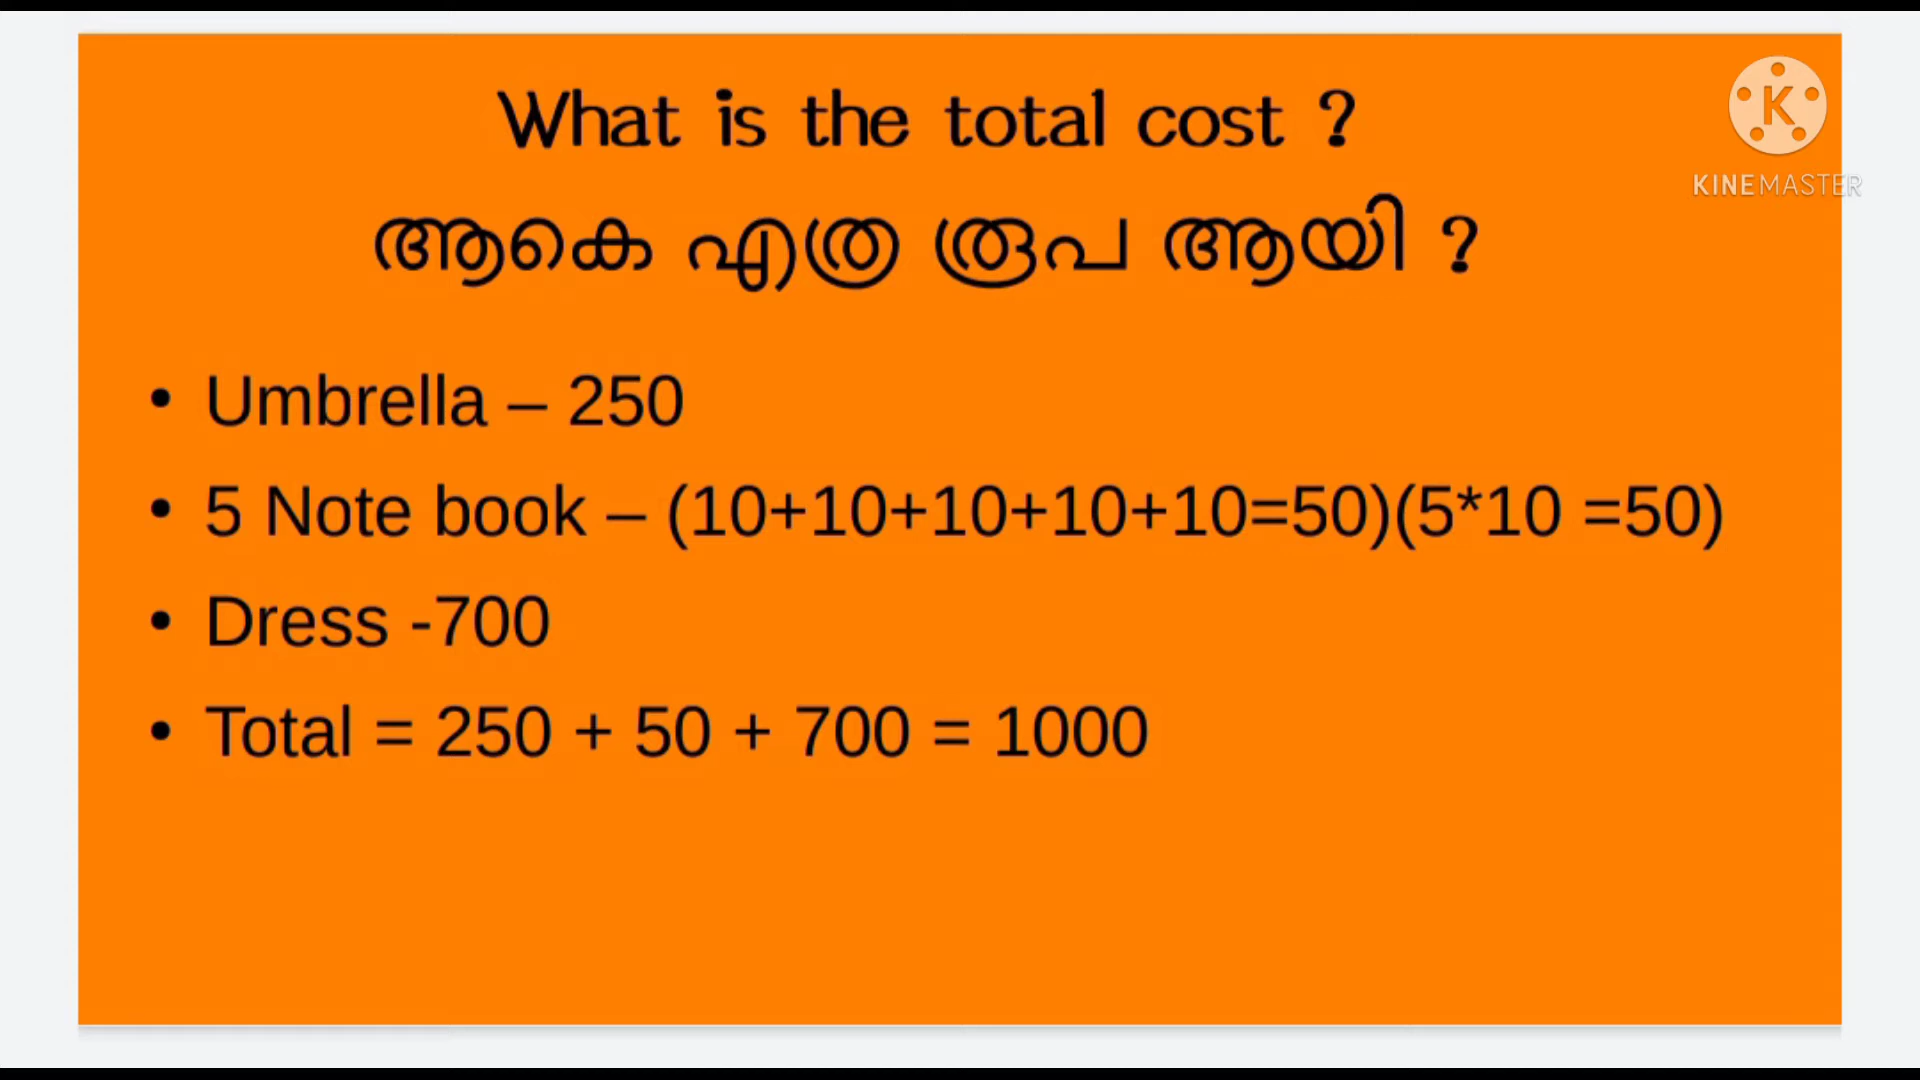 What is the total cost ?
ആകെ എത്ര രൂപ ആയി ?
• Umbrella – 250
• 5 Note book – (10+10+10+10+10=50)(5*10 =50)
• Dress -700
• Total = 250 + 50 + 700 = 1000
K
KINEMASTER